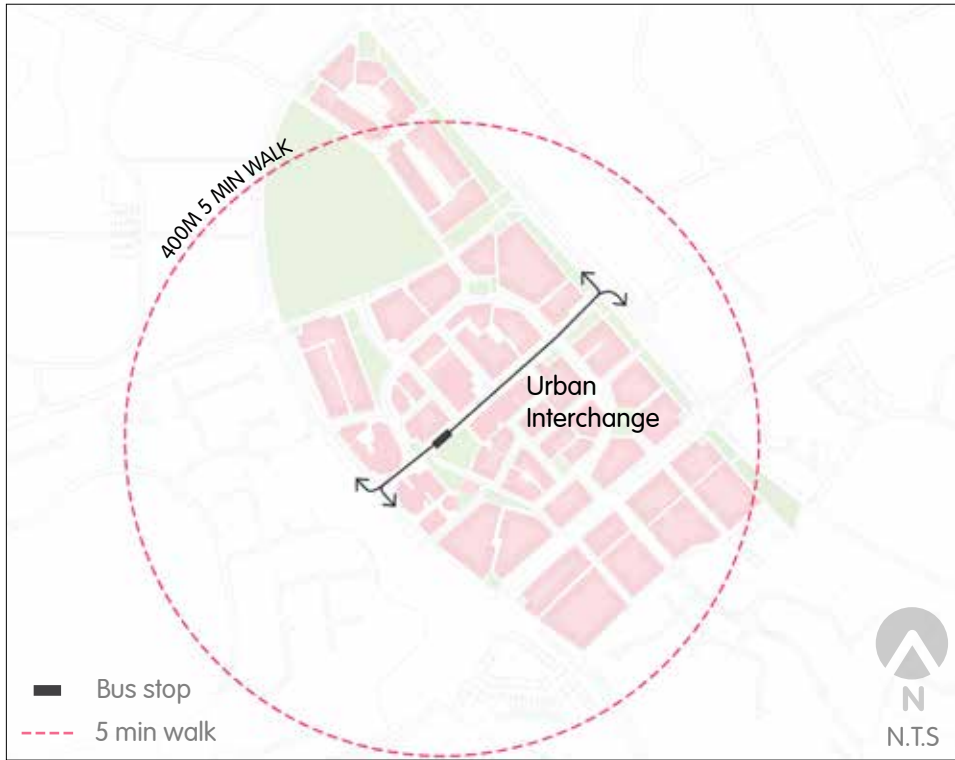 400M 5 MIN WALK
Urban
Interchange
Bus stop
5 min walk
N
N.T.S